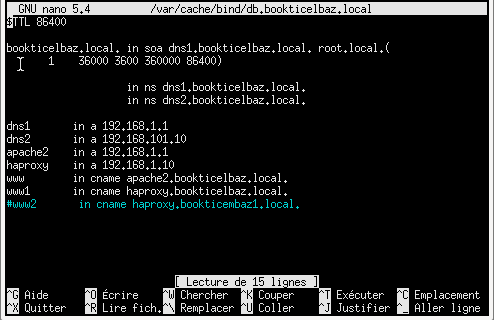 GNU nano 5.4 /var/cache/bind/db.bookticelbaz.local
$TTL 86400
bookticelbaz.local. in soa dns1.bookticelbaz.local. root.local.(
1 36000 3600 360000 86400)
in ns dns1.bookticelbaz.local.
in ns dns2.bookticelbaz.local.
dns1 in a 192.168.1.1
dns2 in a 192.168.101.10
apache2 in a 192.168.1.1
haproxy in a 192.168.1.10
www in cname apache2.bookticelbaz.local.
www1 in cname haproxy.bookticelbaz.local.
#www2 in cname haproxy.bookticembaz1.local.
[ Lecture de 15 lignes ]
^G Aide ^O Écrire ^W Chercher ^K Couper ^T Exécuter ^C Emplacement
^X Quitter ^R Lire fich. ^\ Remplacer ^U Coller ^J Justifier ^_ Aller ligne